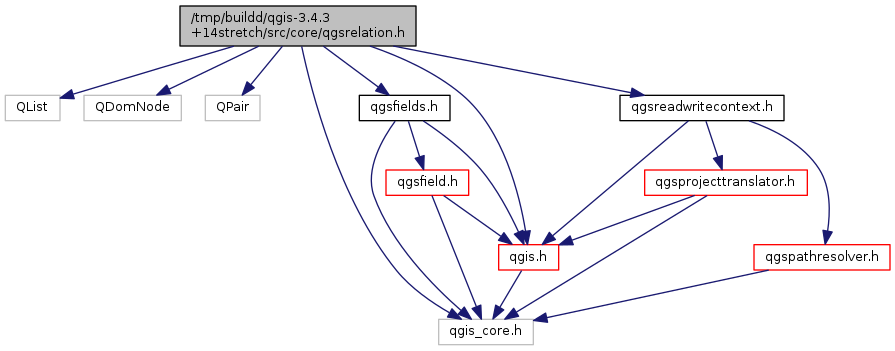 /tmp/buildd/qgis-3.4.3
+14stretch/src/core/qgsrelation.h
QList
QDomNode
QPair
qgsfields.h
qgsreadwritecontext.h
qgsfield.h
qgsprojecttranslator.h
qgis.h
qgspathresolver.h
qgis_core.h